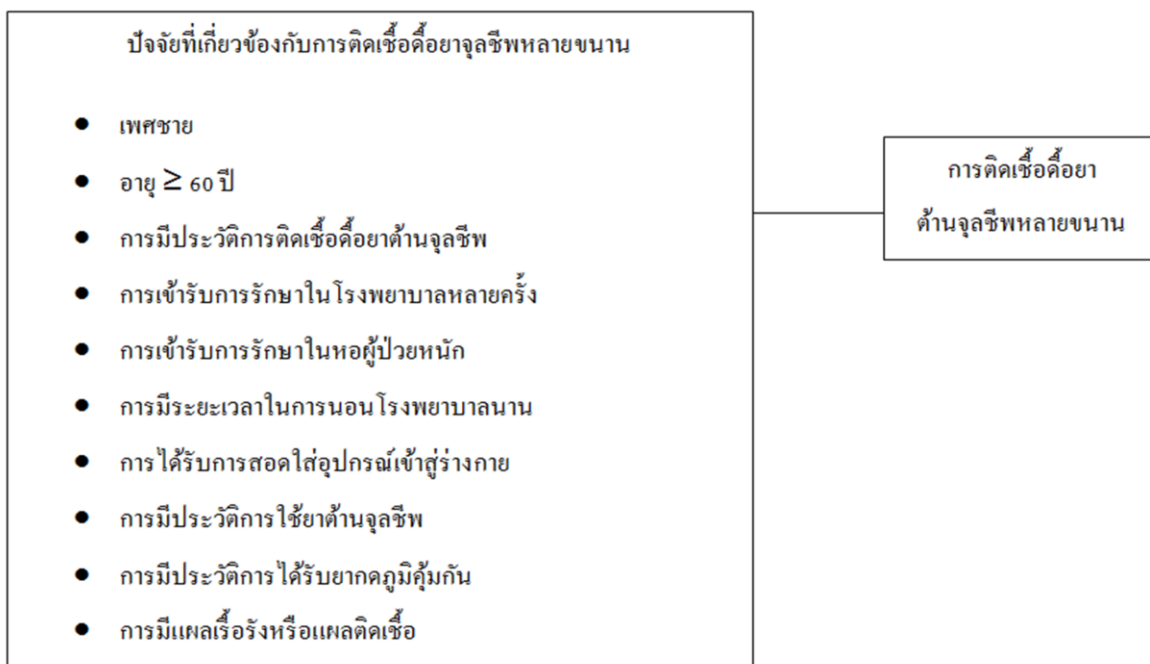 ปัจจัยที่เกี่ยวข้องกับการติดเชื้อดื้อยาจุลชีพหลายขนาน
● เพศชาย
● อายุ ≥ 60 ปี
● การมีประวัติการติดเชื้อดื้อยาต้านจุลชีพ
● การเข้ารับการรักษาในโรงพยาบาลหลายครั้ง
● การเข้ารับการรักษาในหอผู้ป่วยหนัก
● การมีระยะเวลาในการนอนโรงพยาบาลนาน
● การได้รับการสอดใส่อุปกรณ์เข้าสู่ร่างกาย
● การมีประวัติการใช้ยาต้านจุลชีพ
● การมีประวัติการได้รับยากดภูมิคุ้มกัน
● การมีแผลเรื้อรังหรือแผลติดเชื้อ
การติดเชื้อดื้อยา
ต้านจุลชีพหลายขนาน